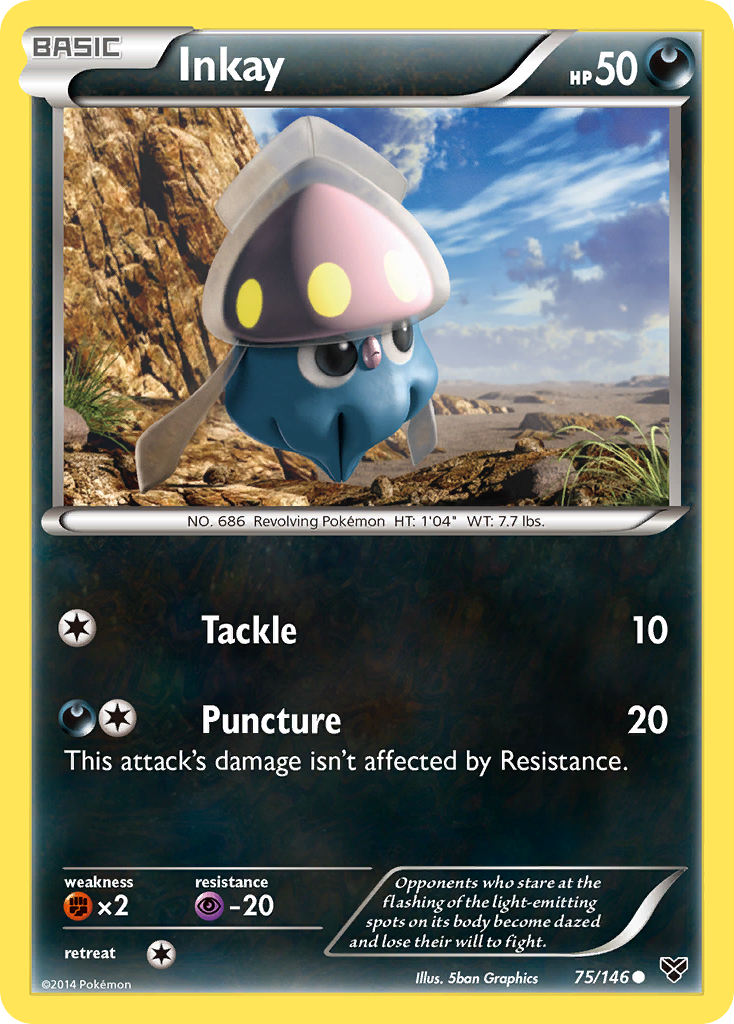 BASIC
Inkay
HP 50
NO. 686 Revolving Pokémon HT: 1'04" WT: 7.7 lbs.
Tackle 10
Puncture 20
This attack's damage isn't affected by Resistance.
weakness resistance
×2 -20
retreat
Opponents who stare at the
flashing of the light-emitting
spots on its body become dazed
and lose their will to fight.
©2014 Pokémon
Illus. 5ban Graphics 75/146